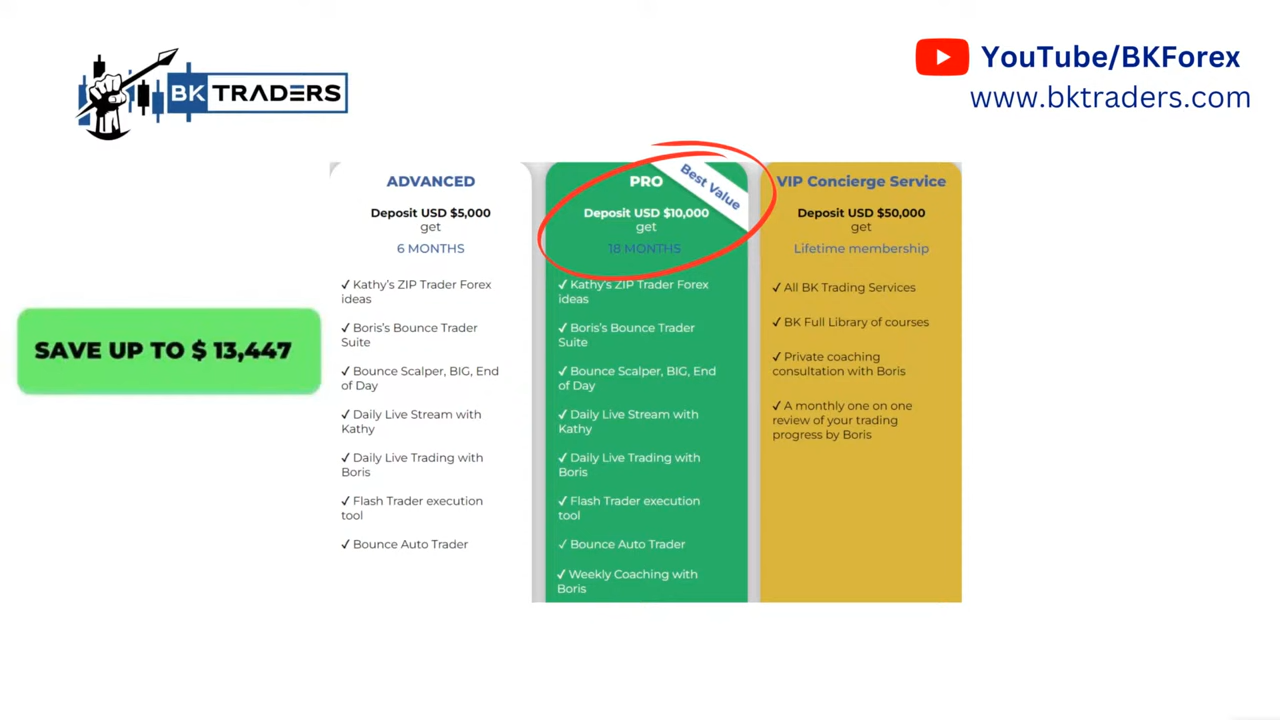 BK TRADERS
YouTube/BKForex
www.bktraders.com
SAVE UP TO $ 13,447
ADVANCED
Deposit USD $5,000
get
6 MONTHS
✓ Kathy's ZIP Trader Forex
ideas
✓ Boris's Bounce Trader
Suite
✓ Bounce Scalper, BIG, End
of Day
✓ Daily Live Stream with
Kathy
✓ Daily Live Trading with
Boris
✓ Flash Trader execution
tool
✓ Bounce Auto Trader
PRO
Best Value
Deposit USD $10,000
get
18 MONTHS
✓ Kathy's ZIP Trader Forex
ideas
✓ Boris's Bounce Trader
Suite
✓ Bounce Scalper, BIG, End
of Day
✓ Daily Live Stream with
Kathy
✓ Daily Live Trading with
Boris
✓ Flash Trader execution
tool
✓ Bounce Auto Trader
✓ Weekly Coaching with
Boris
VIP Concierge Service
Deposit USD $50,000
get
Lifetime membership
✓ All BK Trading Services
✓ BK Full Library of courses
✓ Private coaching
consultation with Boris
✓ A monthly one on one
review of your trading
progress by Boris